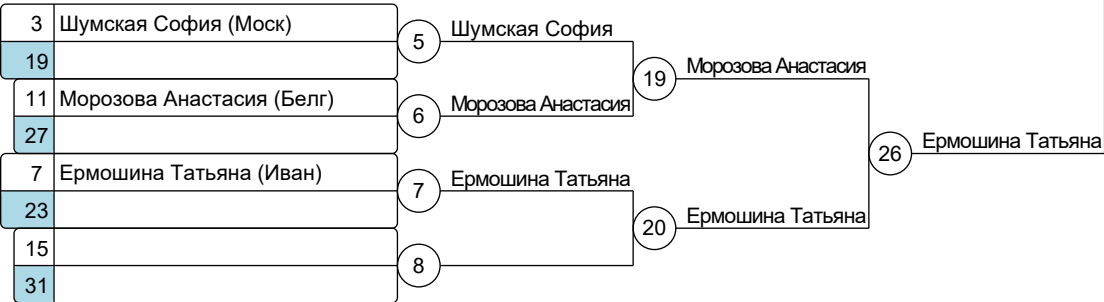 3 Шумская София (Моск)
19
5 Шумская София
11 Морозова Анастасия (Белг)
27
6 Морозова Анастасия
19 Морозова Анастасия
7 Ермошина Татьяна (Иван)
23
7 Ермошина Татьяна
15
31
8
20 Ермошина Татьяна
26 Ермошина Татьяна